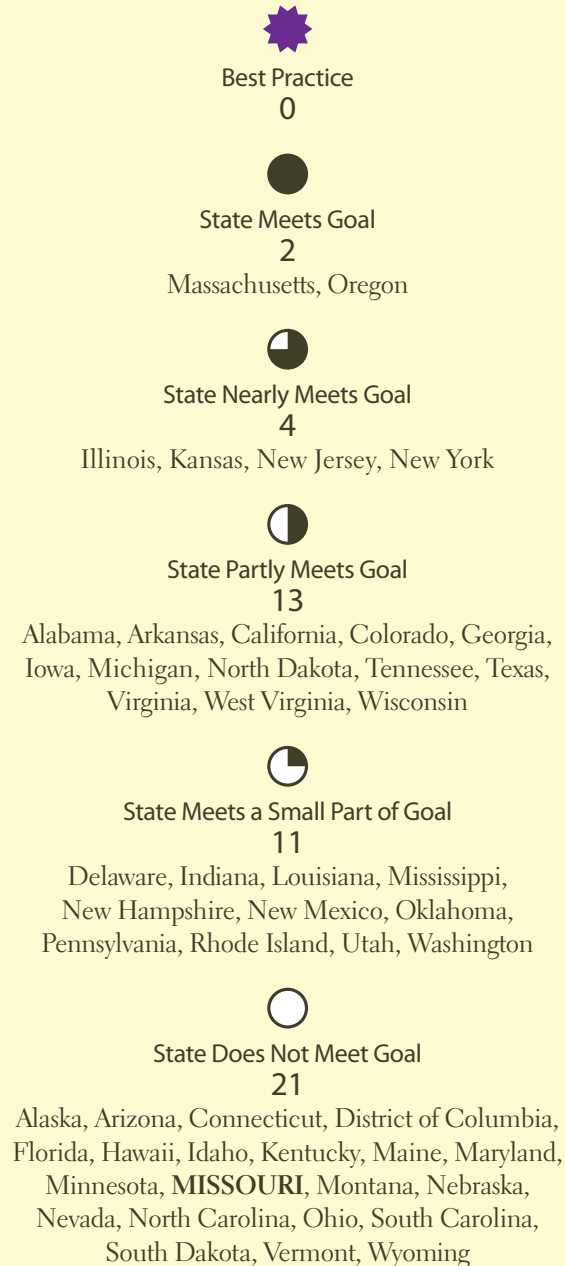 Best Practice
0
State Meets Goal
2
Massachusetts, Oregon
State Nearly Meets Goal
4
Illinois, Kansas, New Jersey, New York
State Partly Meets Goal
13
Alabama, Arkansas, California, Colorado, Georgia,
Iowa, Michigan, North Dakota, Tennessee, Texas,
Virginia, West Virginia, Wisconsin
State Meets a Small Part of Goal
11
Delaware, Indiana, Louisiana, Mississippi,
New Hampshire, New Mexico, Oklahoma,
Pennsylvania, Rhode Island, Utah, Washington
State Does Not Meet Goal
21
Alaska, Arizona, Connecticut, District of Columbia,
Florida, Hawaii, Idaho, Kentucky, Maine, Maryland,
Minnesota, MISSOURI, Montana, Nebraska,
Nevada, North Carolina, Ohio, South Carolina,
South Dakota, Vermont, Wyoming